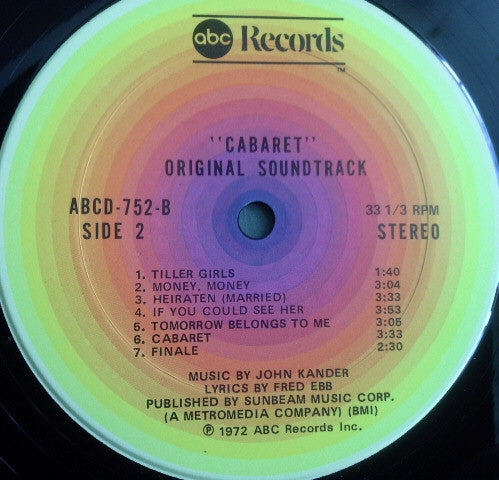 abc Records
TM
"CABARET"
ORIGINAL SOUNDTRACK
ABCD-752-B 33 1/3 RPM
SIDE 2 STEREO
1. TILLER GIRLS 1:40
2. MONEY, MONEY 3:04
3. HEIRATEN (MARRIED) 3:33
4. IF YOU COULD SEE HER 3:53
5. TOMORROW BELONGS TO ME 3:05
6. CABARET 3:33
7. FINALE 2:30
MUSIC BY JOHN KANDER
LYRICS BY FRED EBB
PUBLISHED BY SUNBEAM MUSIC CORP.
(A METROMEDIA COMPANY) (BMI)
℗ 1972 ABC Records Inc.